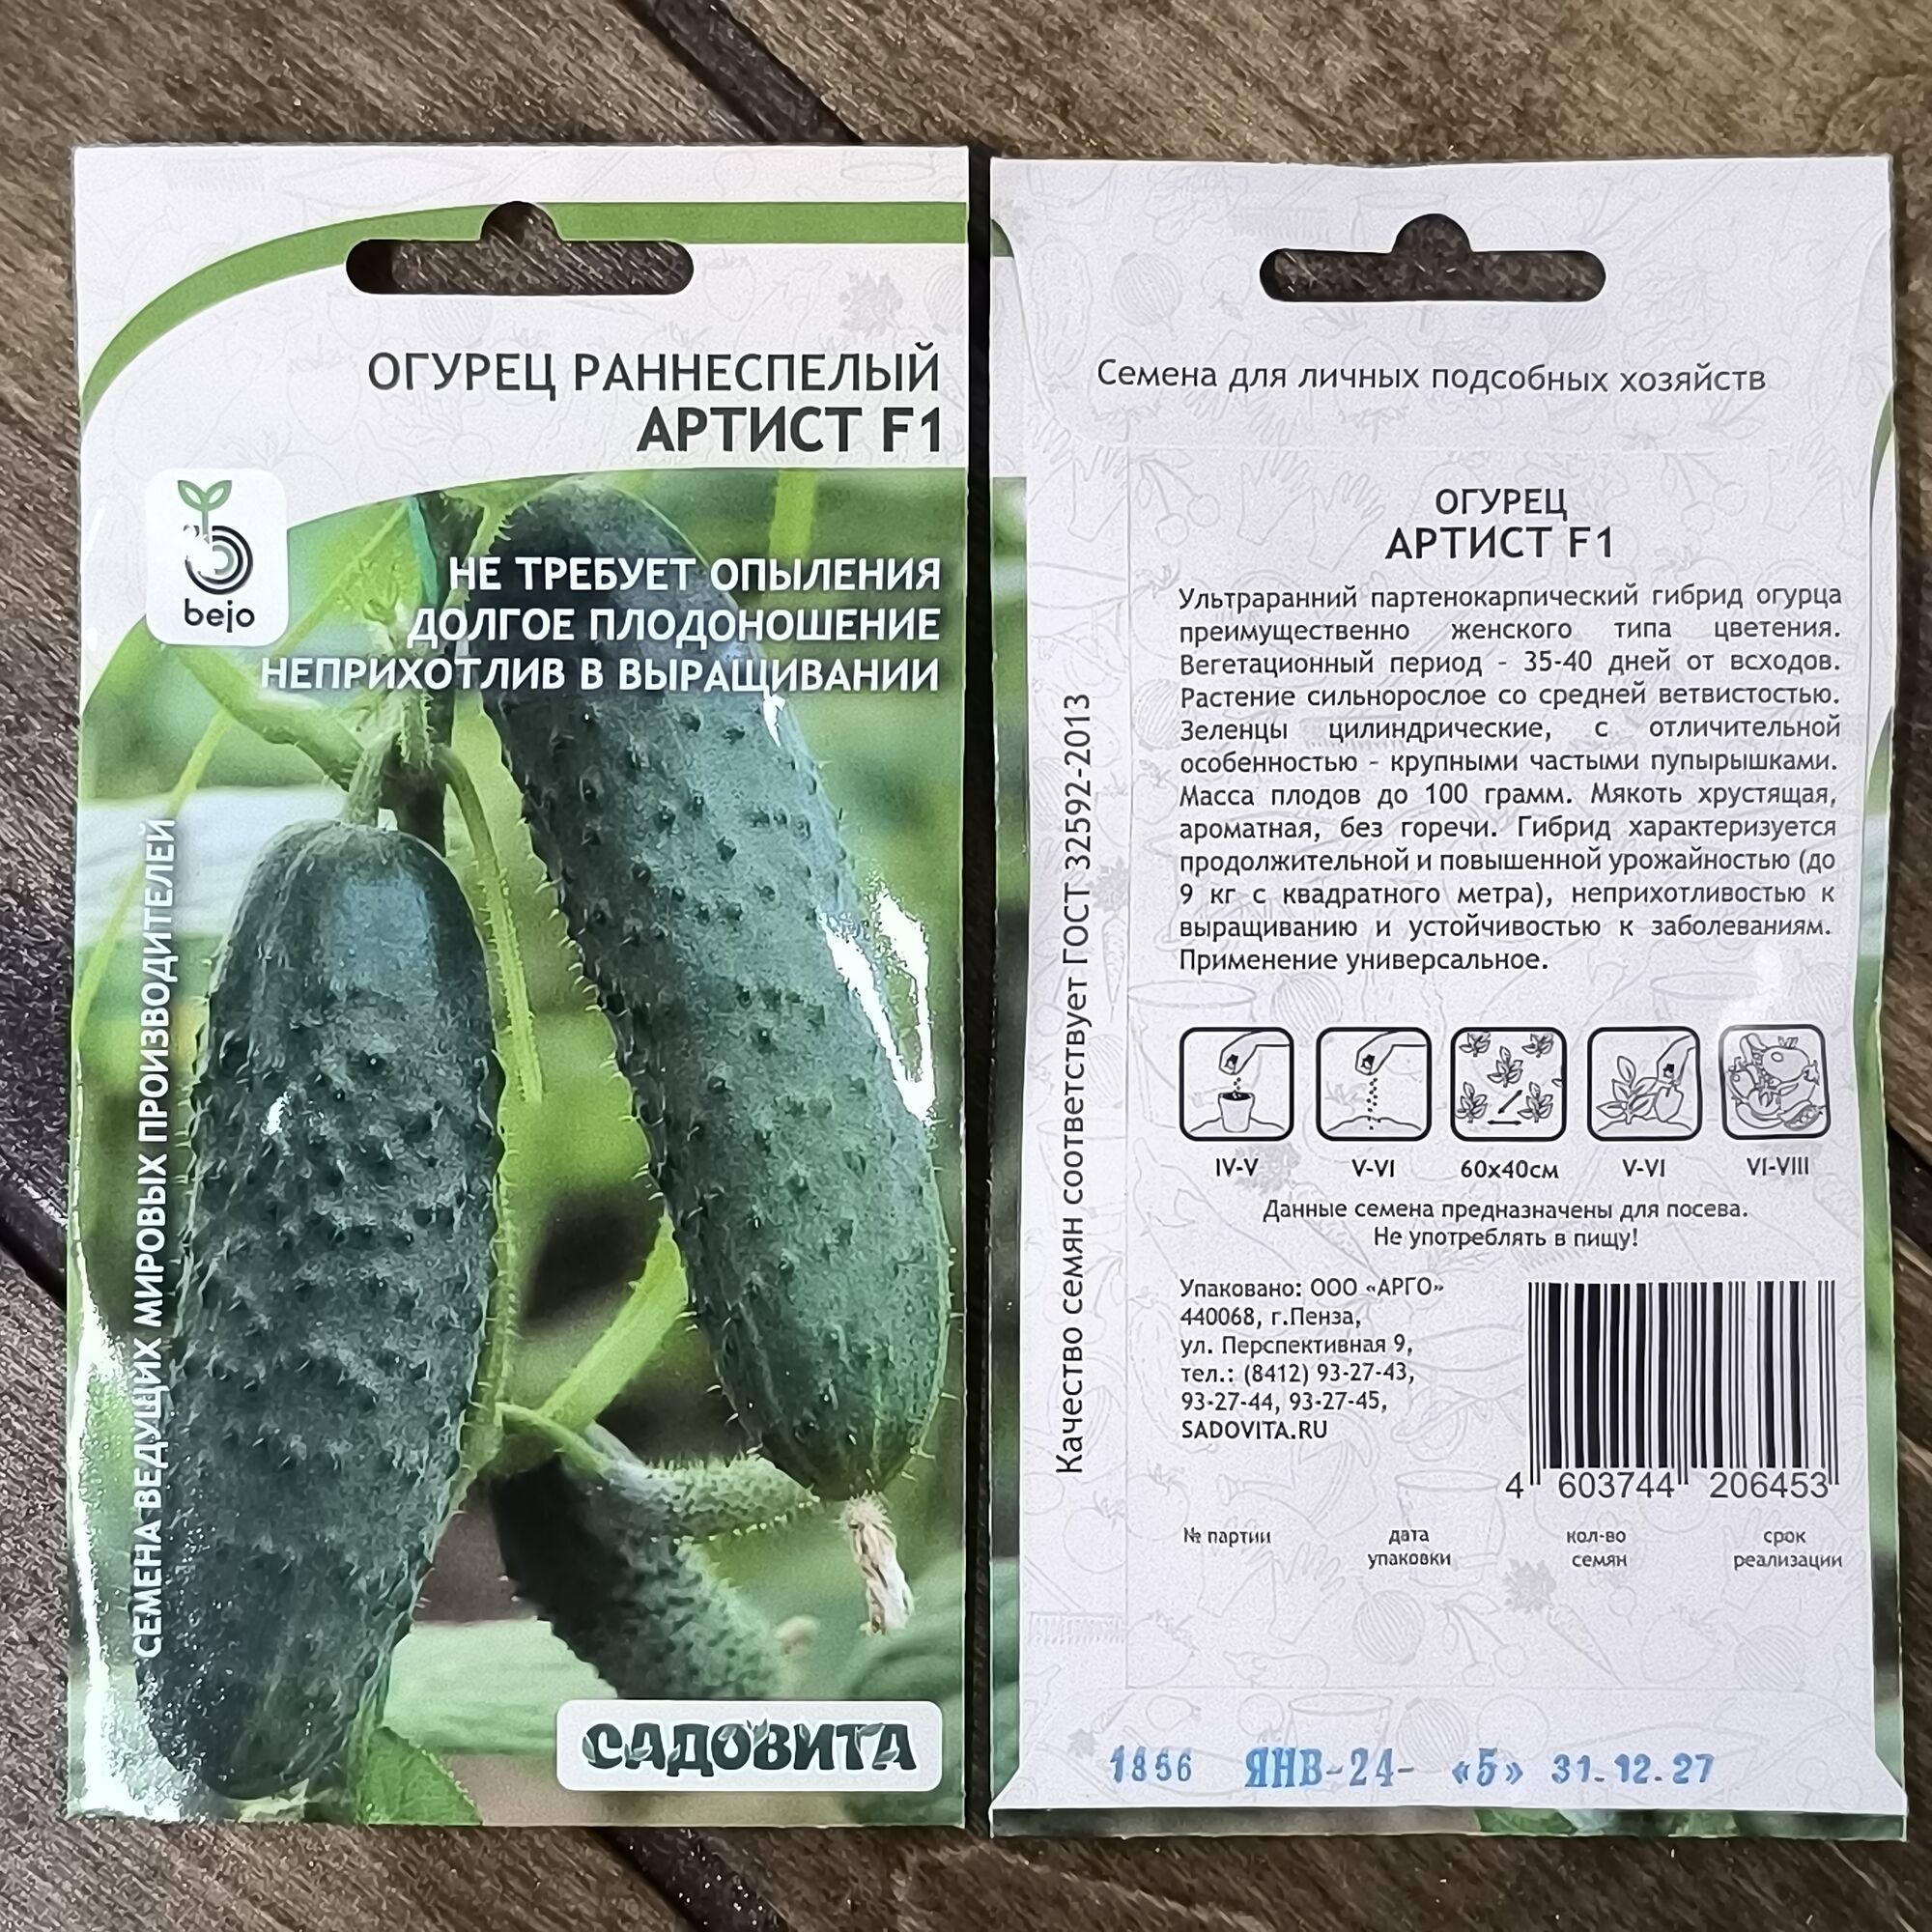 ОГУРЕЦ РАННЕСПЕЛЫЙ
АРТИСТ F1
bejo
НЕ ТРЕБУЕТ ОПЫЛЕНИЯ
ДОЛГОЕ ПЛОДОНОШЕНИЕ
НЕПРИХОТЛИВ В ВЫРАЩИВАНИИ
СЕМЕНА ВЕДУЩИХ МИРОВЫХ ПРОИЗВОДИТЕЛЕЙ
САДОВИТА
Семена для личных подсобных хозяйств
ОГУРЕЦ
АРТИСТ F1
Ультраранний партенокарпический гибрид огурца
преимущественно женского типа цветения.
Вегетационный период - 35-40 дней от всходов.
Растение сильнорослое со средней ветвистостью.
Зеленцы цилиндрические, с отличительной
особенностью - крупными частыми пупырышками.
Масса плодов до 100 грамм. Мякоть хрустящая,
ароматная, без горечи. Гибрид характеризуется
продолжительной и повышенной урожайностью (до
9 кг с квадратного метра), неприхотливостью к
выращиванию и устойчивостью к заболеваниям.
Применение универсальное.
IV-V V-VI 60х40см V-VI VI-VIII
Данные семена предназначены для посева.
Не употреблять в пищу!
Упаковано: ООО «АРГО»
440068, г.Пенза,
ул. Перспективная 9,
тел.: (8412) 93-27-43,
93-27-44, 93-27-45,
SADOVITA.RU
4 603744 206453
№ партии дата кол-во срок
упаковки семян реализации
1856 ЯНВ-24- «5» 31.12.27
Качество семян соответствует ГОСТ 32592-2013